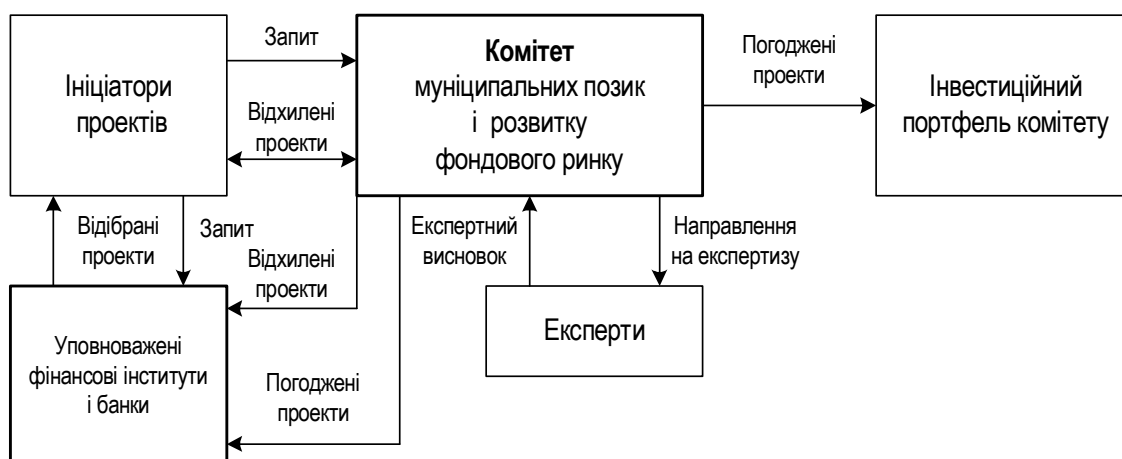 Запит
Ініціатори
проектів
Відхилені
проекти
Комітет
муніципальних позик
і розвитку
фондового ринку
Погоджені
проекти
Інвестиційний
портфель комітету
Відібрані
проекти
Запит
Відхилені
проекти
Експертний
висновок
Направлення
на експертизу
Уповноважені
фінансові інститути
і банки
Погоджені
проекти
Експерти